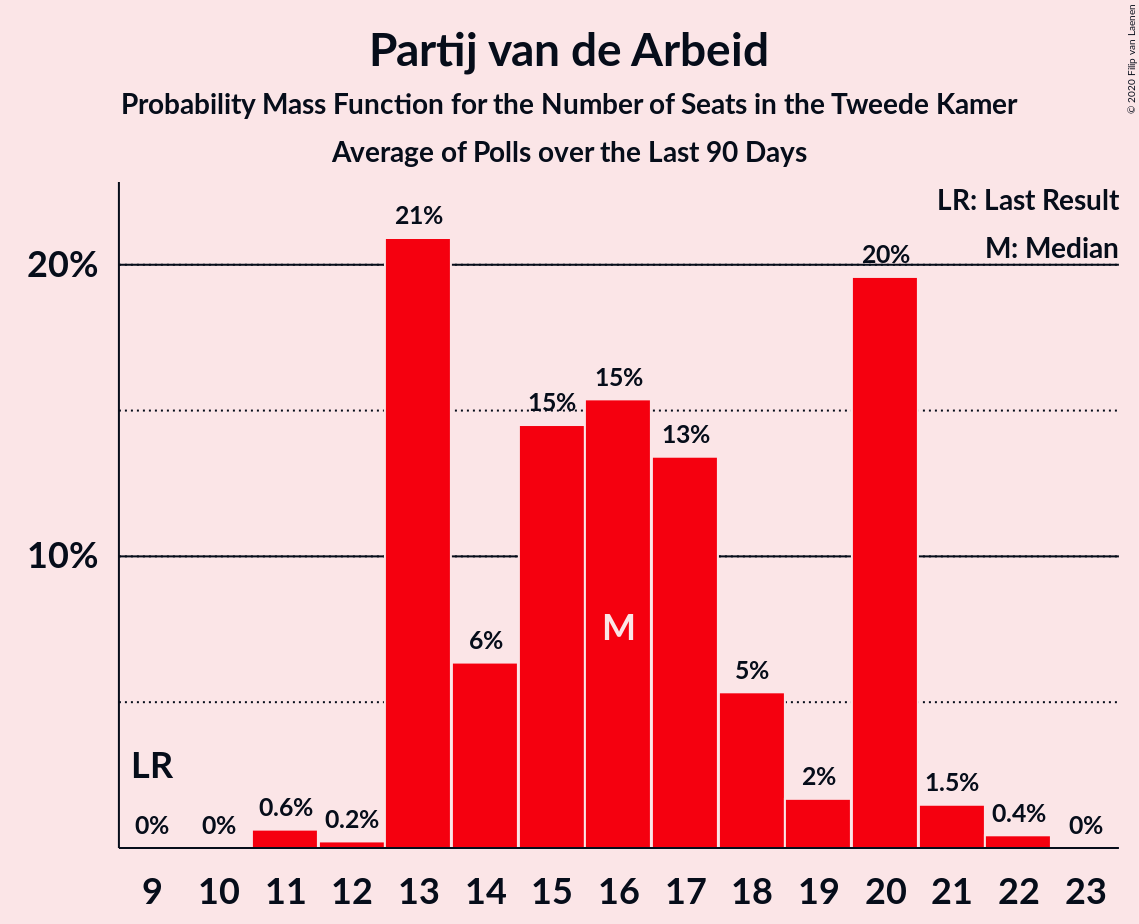 Partij van de Arbeid
Probability Mass Function for the Number of Seats in the Tweede Kamer
Average of Polls over the Last 90 Days
© 2020 Filip van Laenen
LR: Last Result
M: Median
20%
10%
0% 0% 0.6% 0.2% 21% 6% 15% 15% 13% 5% 2% 20% 1.5% 0.4% 0%
LR
M
9 10 11 12 13 14 15 16 17 18 19 20 21 22 23